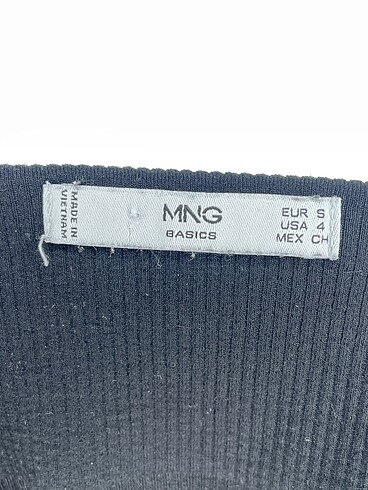 MADE IN
VIETNAM
MNG
BASICS
EUR S
USA 4
MEX CH